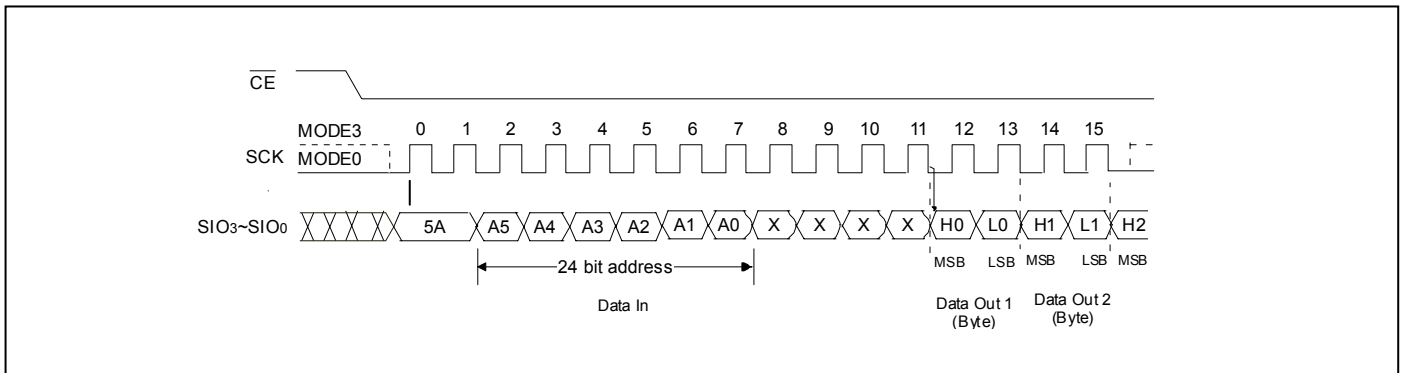 CE
MODE3 0 1 2 3 4 5 6 7 8 9 10 11 12 13 14 15
SCK MODE0
SIO3~SIO0 5A A5 A4 A3 A2 A1 A0 X X X X H0 L0 H1 L1 H2
MSB LSB MSB LSB MSB
24 bit address
Data In
Data Out 1 Data Out 2
(Byte) (Byte)